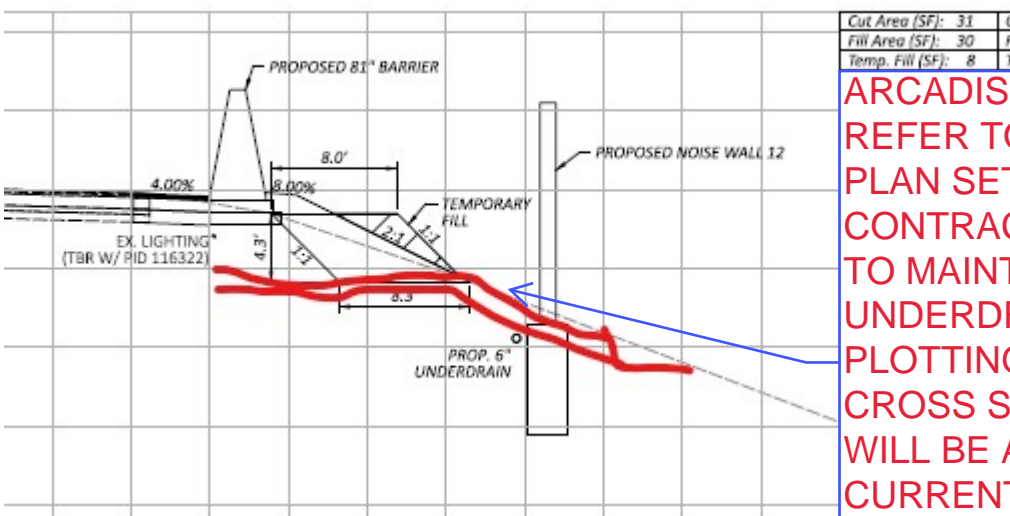 Cut Area (SF): 31
Fill Area (SF): 30
Temp. Fill (SF): 8
PROPOSED 81" BARRIER
8.0'
PROPOSED NOISE WALL 12
4.00%
8.00%
TEMPORARY
FILL
2:1
1:1
EX. LIGHTING
(TBR W/ PID 116322)
4.3'
1:1
8.5'
PROP. 6"
UNDERDRAIN
ARCADIS
REFER TO
PLAN SET
CONTRAC
TO MAINT
UNDERDR
PLOTTING
CROSS S
WILL BE A
CURRENT